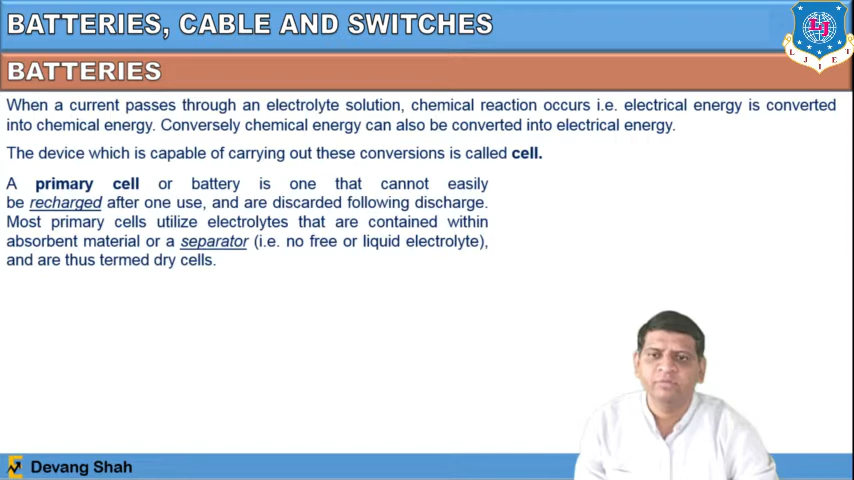 BATTERIES, CABLE AND SWITCHES
BATTERIES
When a current passes through an electrolyte solution, chemical reaction occurs i.e. electrical energy is converted
into chemical energy. Conversely chemical energy can also be converted into electrical energy.
The device which is capable of carrying out these conversions is called cell.
A primary cell or battery is one that cannot easily
be recharged after one use, and are discarded following discharge.
Most primary cells utilize electrolytes that are contained within
absorbent material or a separator (i.e. no free or liquid electrolyte),
and are thus termed dry cells.
LJ
L J I E T
Devang Shah